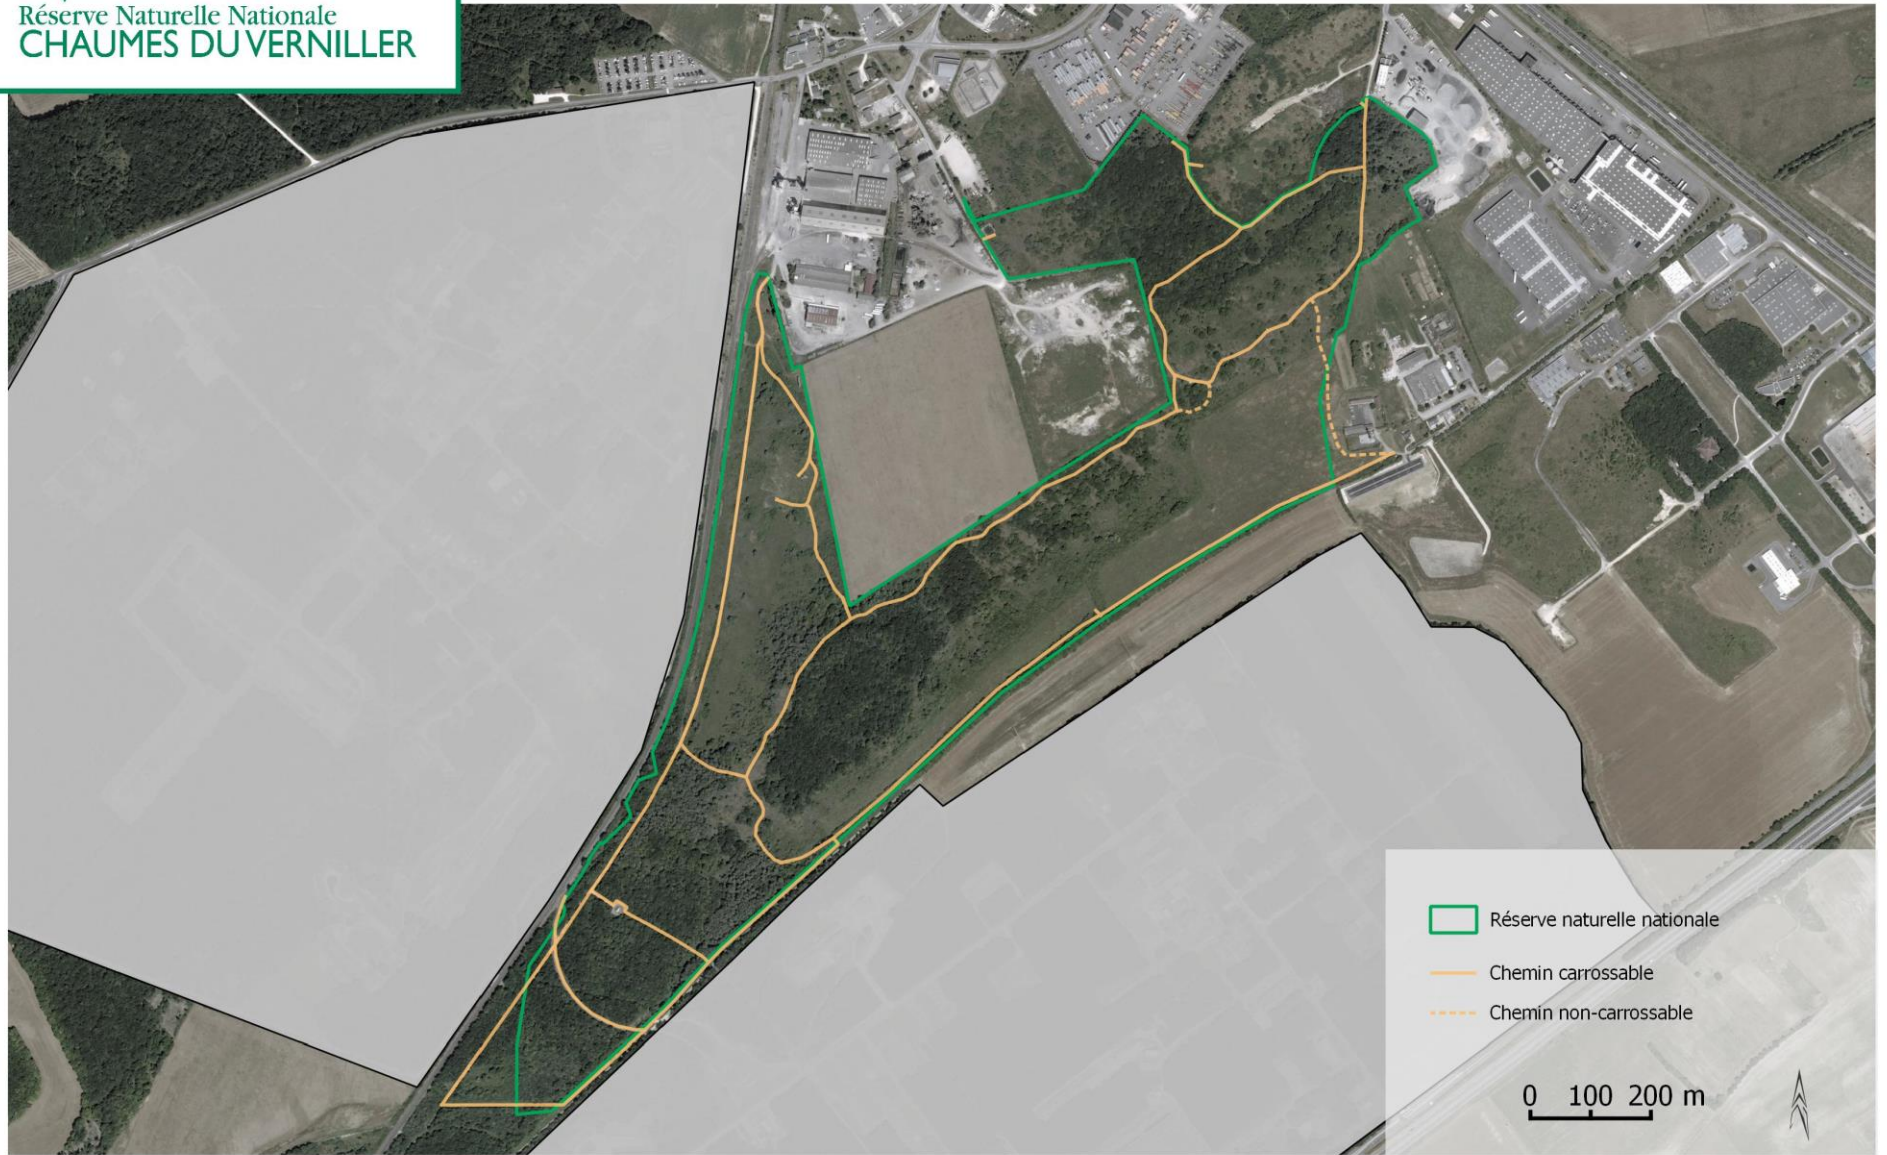 Réserve Naturelle Nationale
CHAUMES DU VERNILLER
Réserve naturelle nationale
Chemin carrossable
Chemin non-carrossable
0 100 200 m